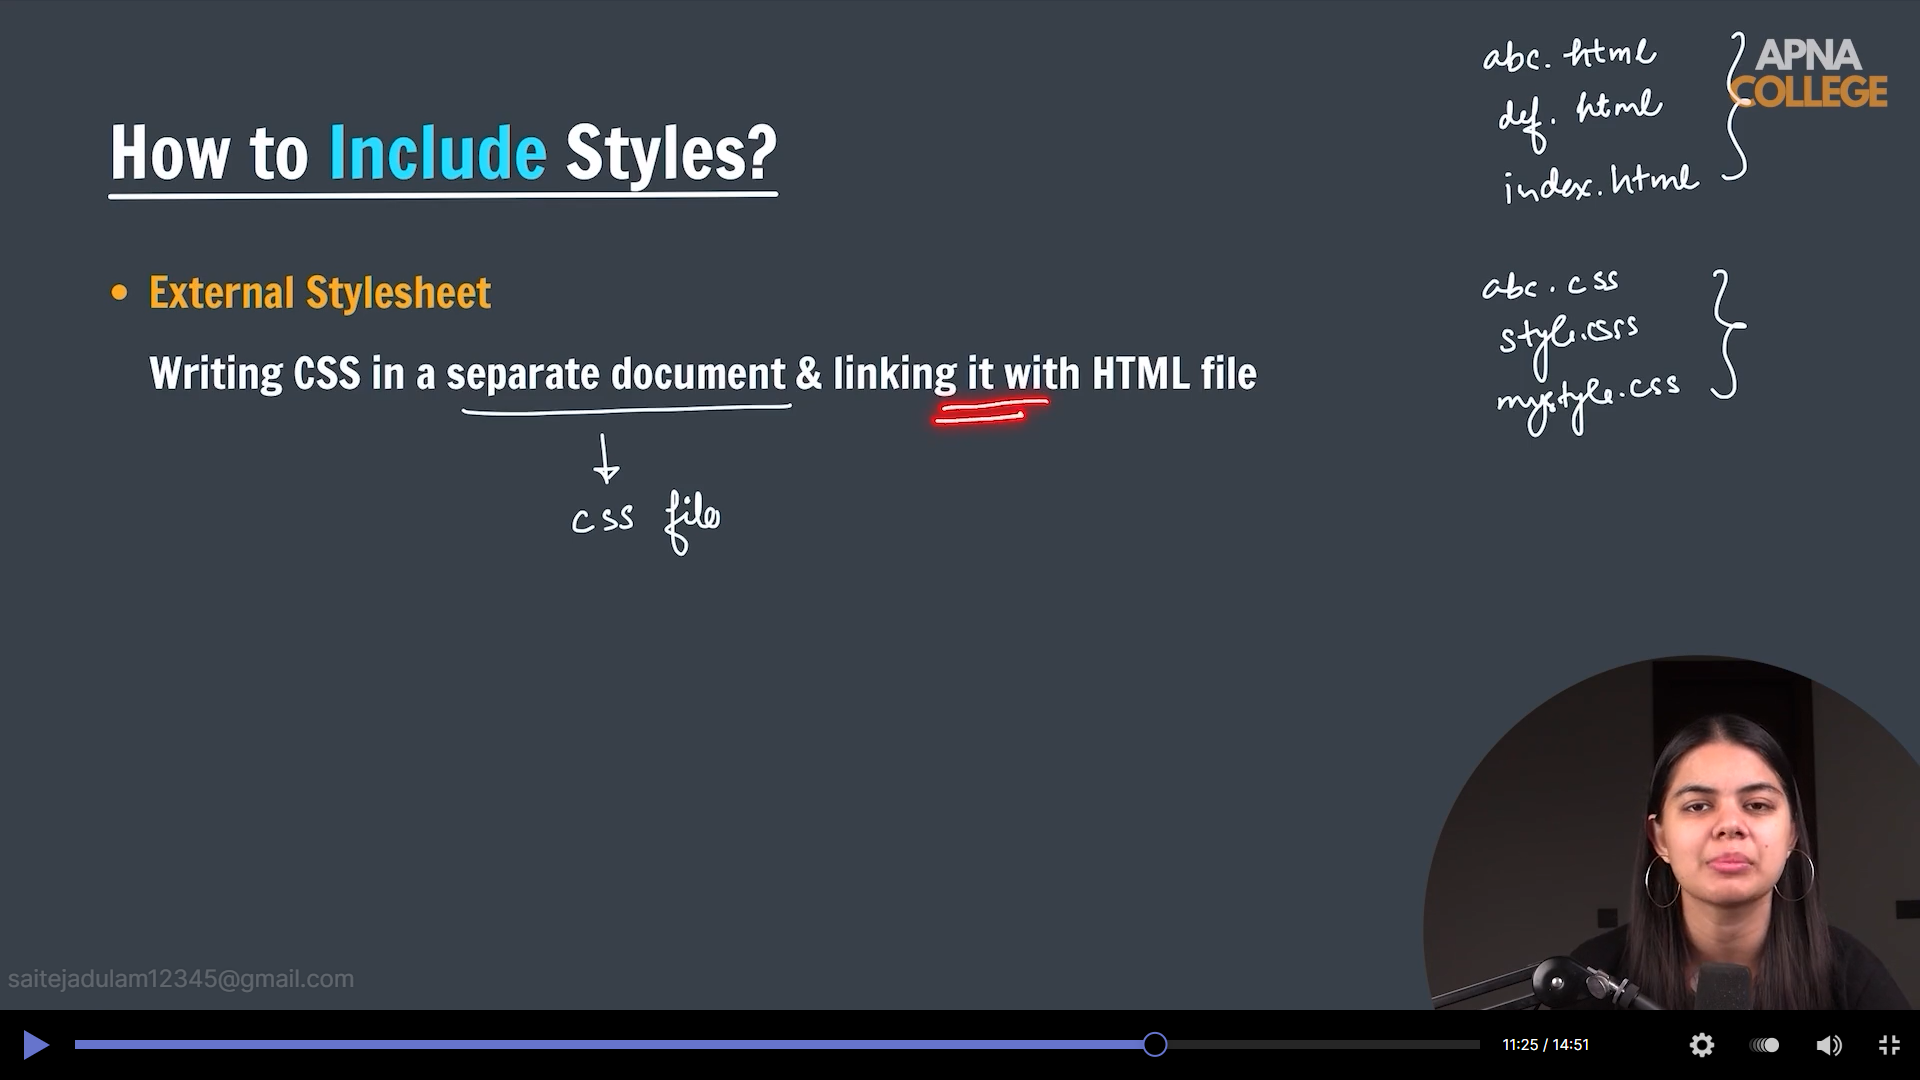 abc. html
def. html
index.html
APNA
COLLEGE
How to Include Styles?
• External Stylesheet
Writing CSS in a separate document & linking it with HTML file
css file
abc. css
style.css
mystyle.css
saitejadulam12345@gmail.com
11:25 / 14:51